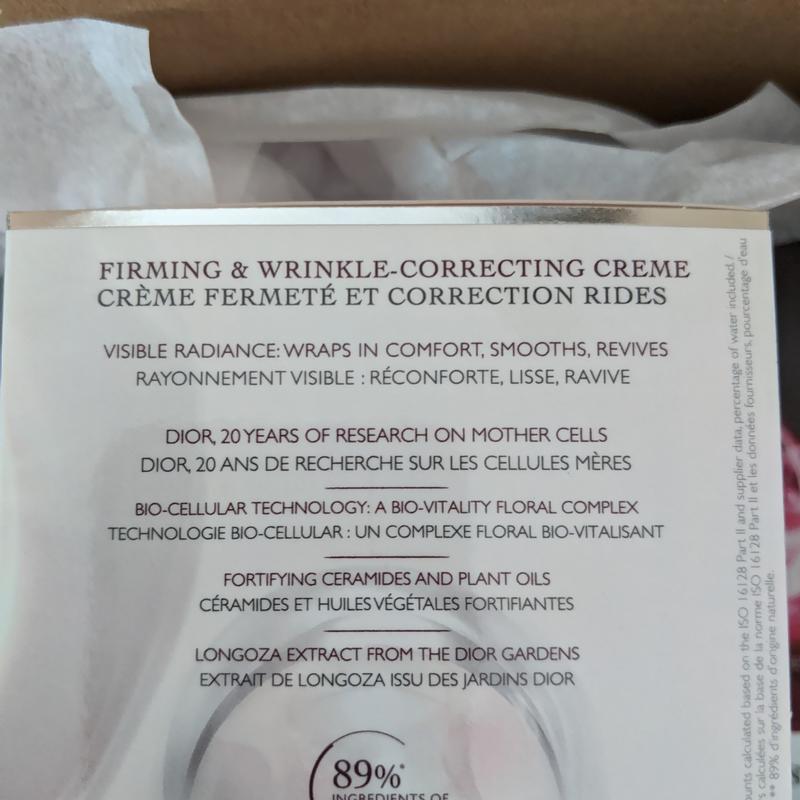 FIRMING & WRINKLE-CORRECTING CREME
CRÈME FERMETÉ ET CORRECTION RIDES
VISIBLE RADIANCE: WRAPS IN COMFORT, SMOOTHS, REVIVES
RAYONNEMENT VISIBLE : RÉCONFORTE, LISSE, RAVIVE
DIOR, 20 YEARS OF RESEARCH ON MOTHER CELLS
DIOR, 20 ANS DE RECHERCHE SUR LES CELLULES MÈRES
BIO-CELLULAR TECHNOLOGY: A BIO-VITALITY FLORAL COMPLEX
TECHNOLOGIE BIO-CELLULAR : UN COMPLEXE FLORAL BIO-VITALISANT
FORTIFYING CERAMIDES AND PLANT OILS
CÉRAMIDES ET HUILES VÉGÉTALES FORTIFIANTES
LONGOZA EXTRACT FROM THE DIOR GARDENS
EXTRAIT DE LONGOZA ISSU DES JARDINS DIOR
89%*
INGREDIENTS OF
calculated based on the ISO 16128 Part II and supplier data, percentage of water included. /
calculées sur la base de la norme ISO 16128 Part II et les données fournisseurs, pourcentage d'eau
** 89% d'ingrédients d'origine naturelle.